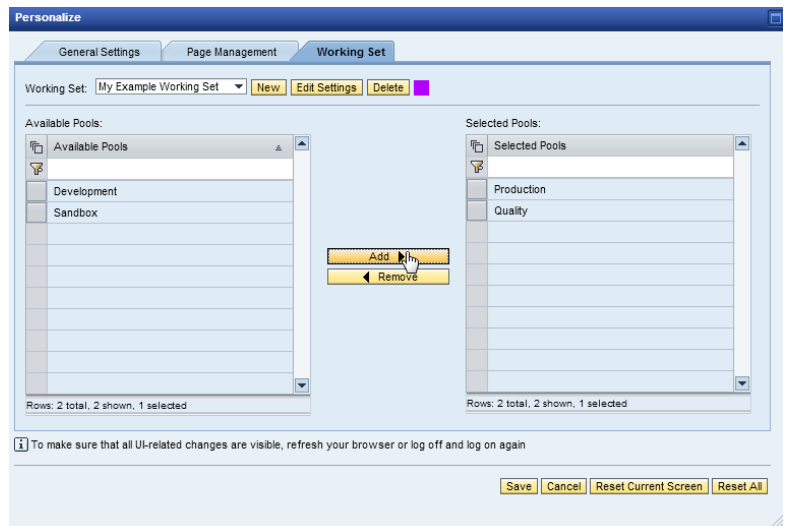 Personalize
General Settings Page Management Working Set
Working Set: My Example Working Set New Edit Settings Delete
Available Pools: Selected Pools:
Available Pools Selected Pools
Development Production
Sandbox Quality
Add
Remove
Rows: 2 total, 2 shown, 1 selected Rows: 2 total, 2 shown, 1 selected
i To make sure that all UI-related changes are visible, refresh your browser or log off and log on again
Save Cancel Reset Current Screen Reset All